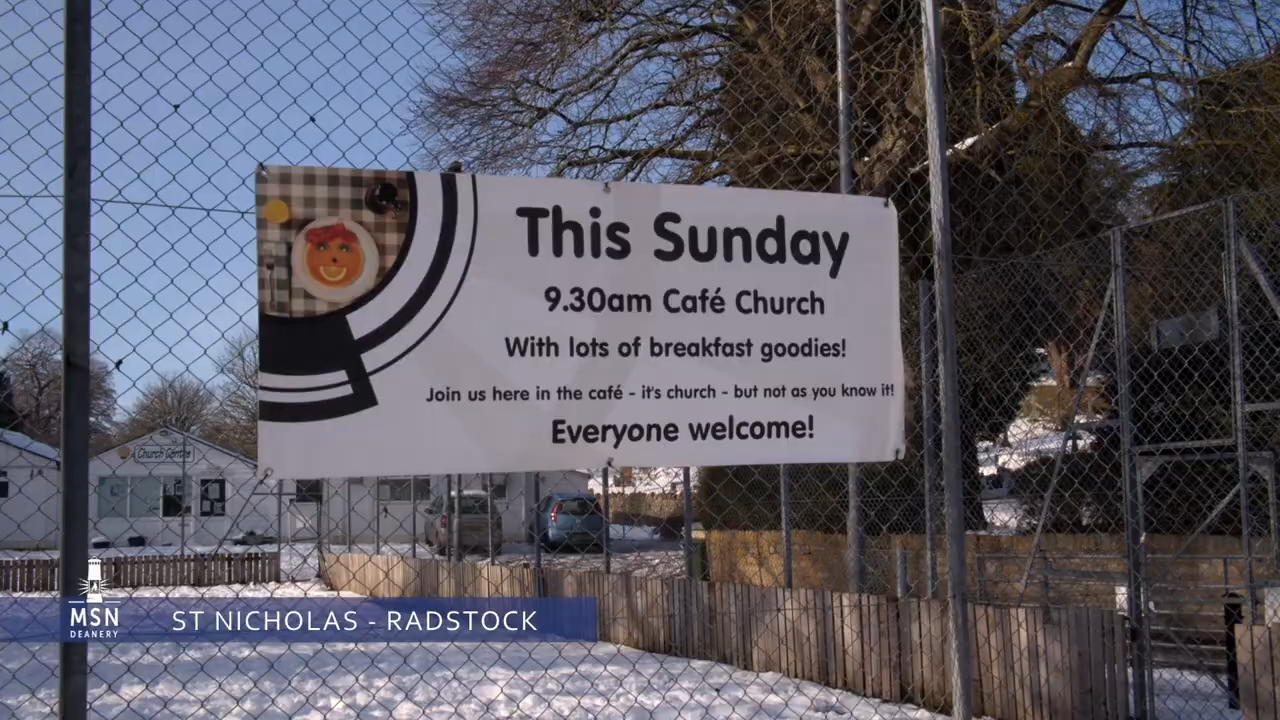 This Sunday
9.30am Café Church
With lots of breakfast goodies!
Join us here in the café - it's church - but not as you know it!
Everyone welcome!
Church Centre
MSN
DEANERY
ST NICHOLAS - RADSTOCK